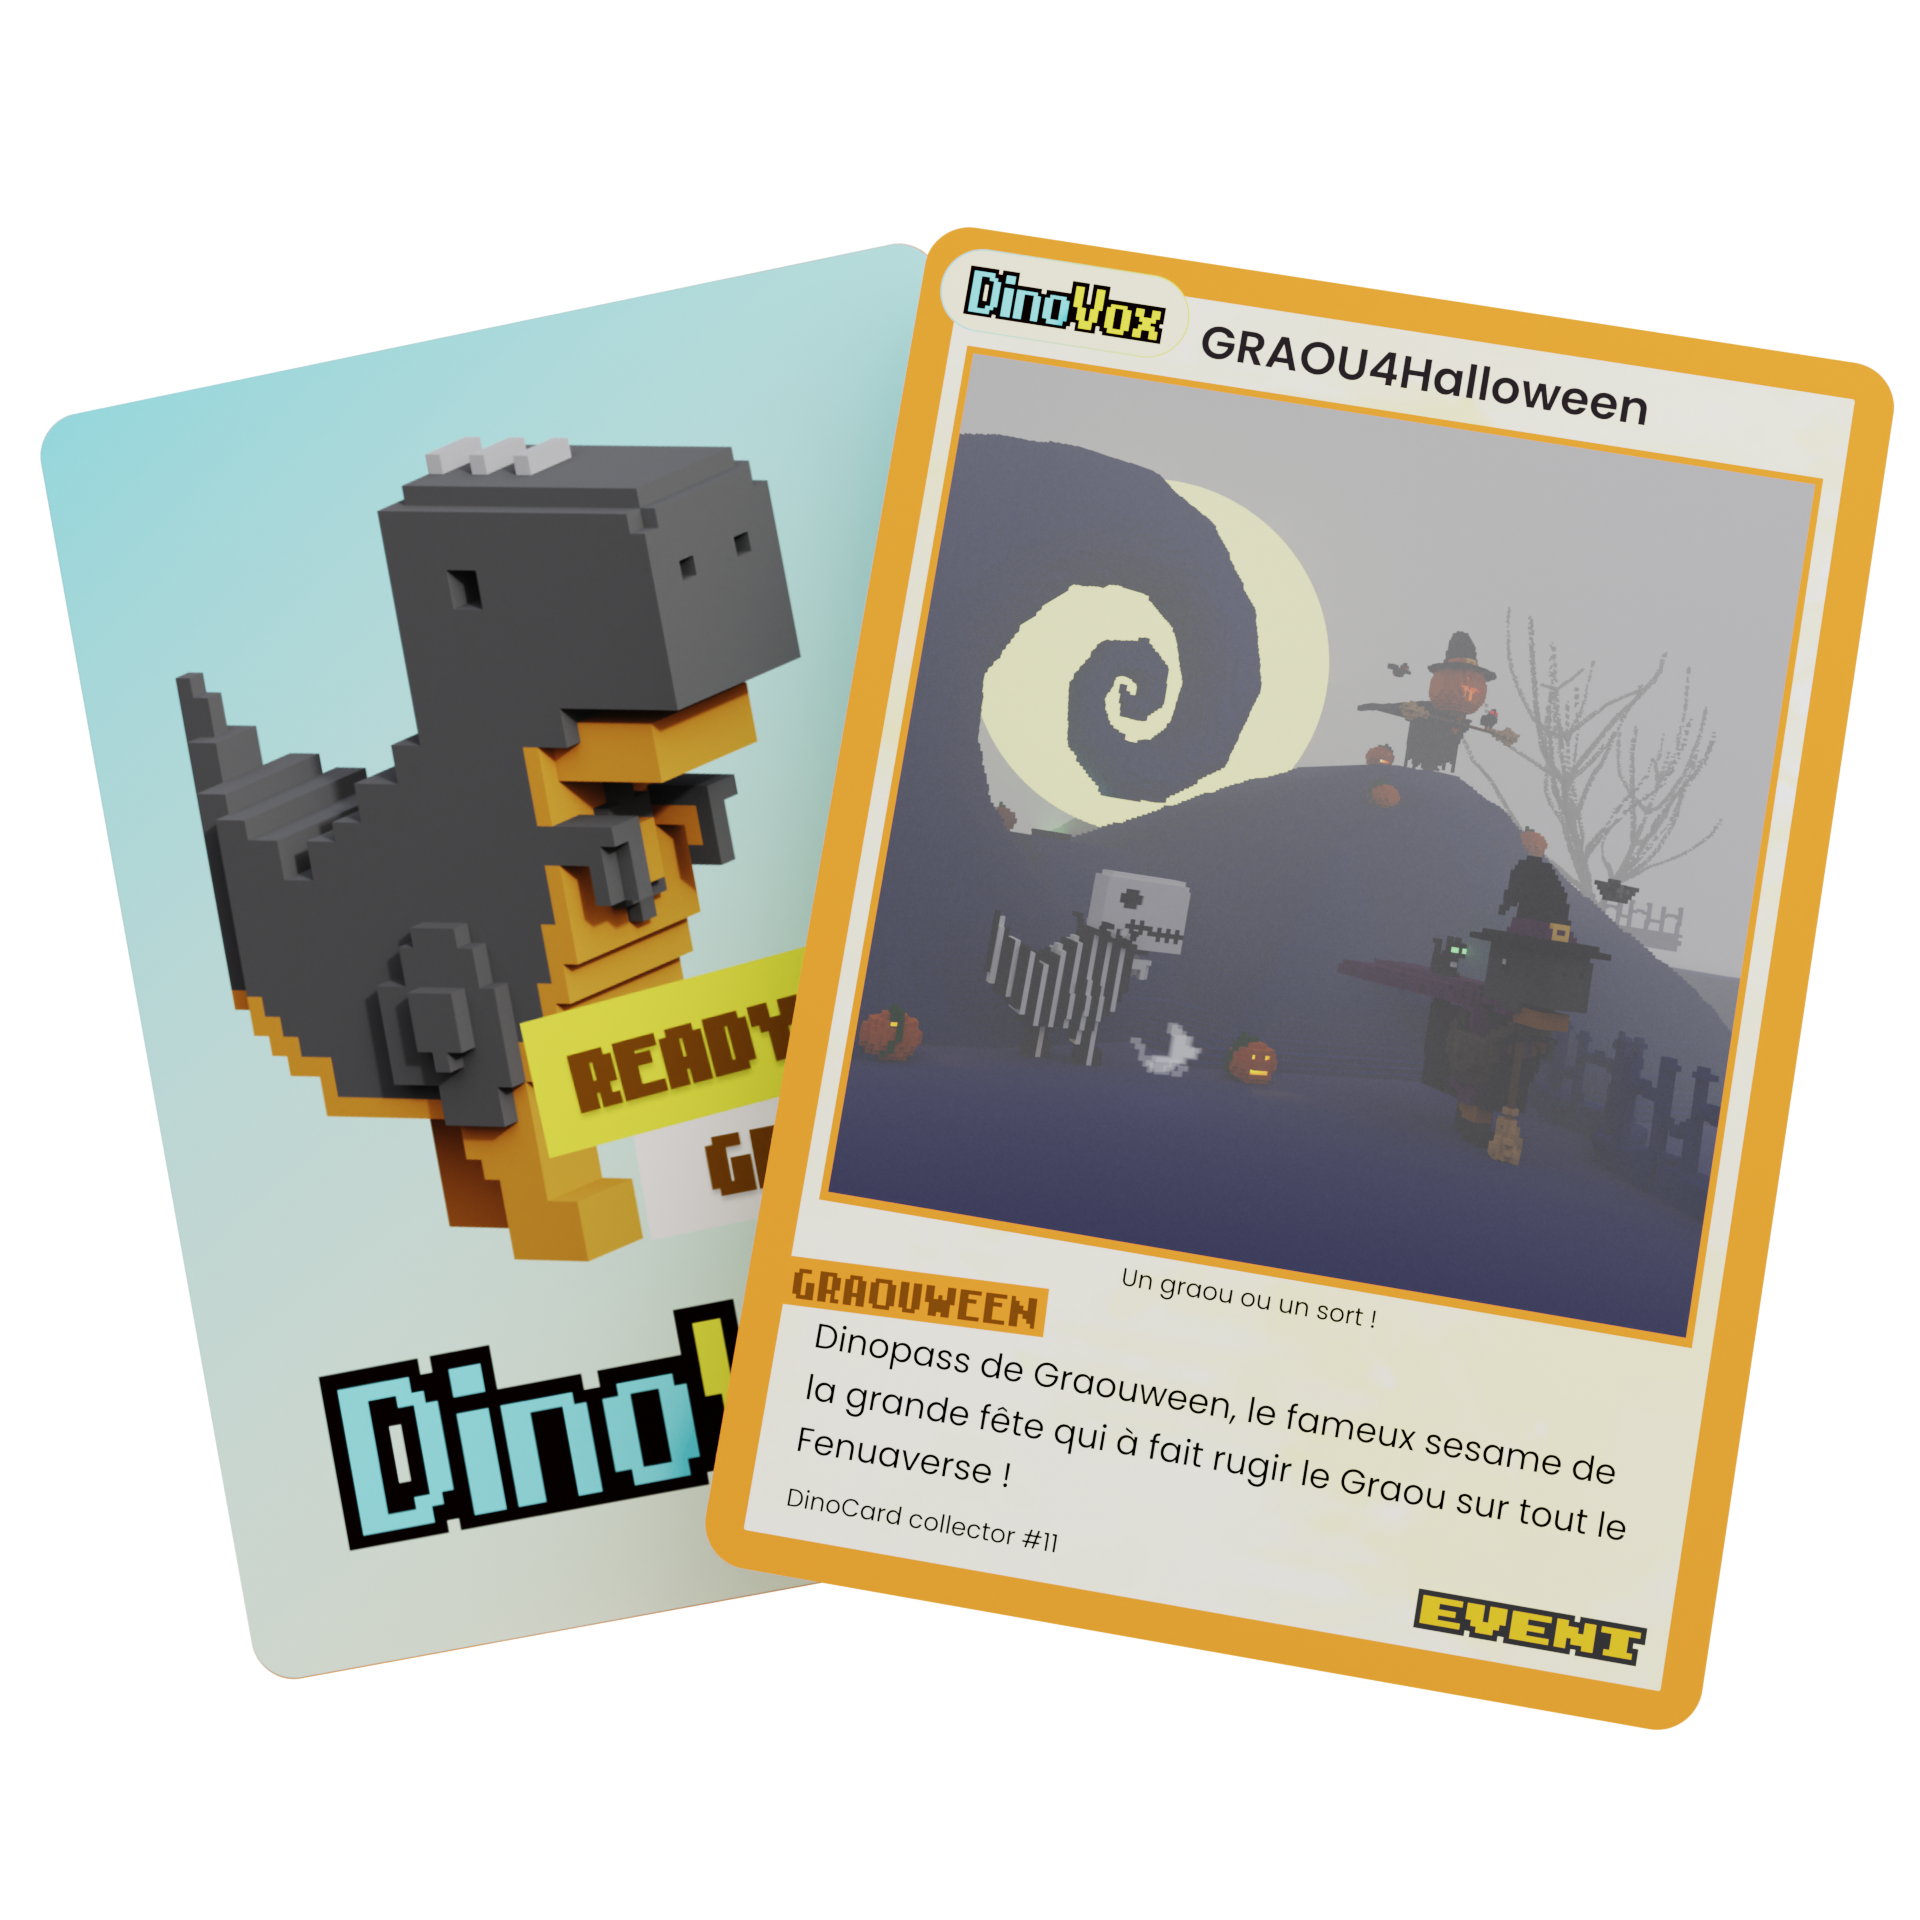 READY
Dino
DinoVox
GRAOU4Halloween
Un graou ou un sort !
GRAOUWEEN
Dinopass de Graouween, le fameux sesame de
la grande fête qui à fait rugir le Graou sur tout le
Fenuaverse !
DinoCard collector #11
EVENT